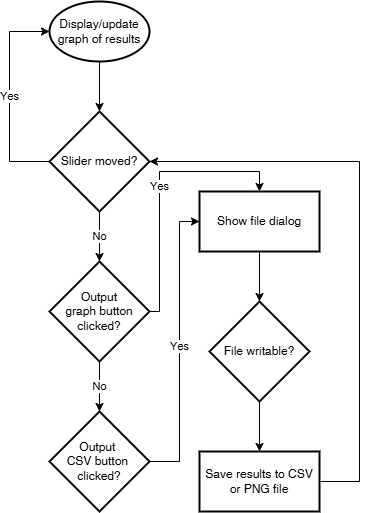 Display/update
graph of results
Yes
Slider moved?
Yes
No
Show file dialog
Output
graph button
clicked?
Yes
File writable?
No
Output
CSV button
clicked?
Save results to CSV
or PNG file